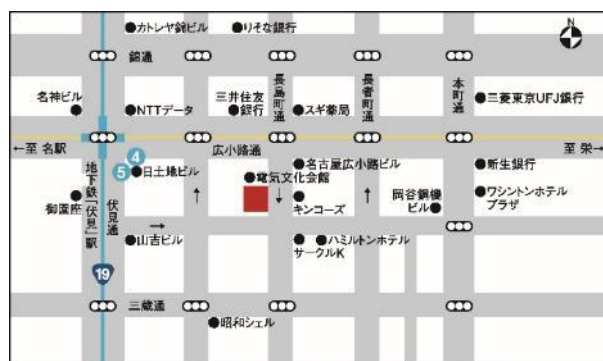 N
カトレヤ錦ビル
りそな銀行
錦通
名神ビル
NTTデータ
三井住友
銀行
長島町通
スギ薬局
長者町通
本町通
三菱東京UFJ銀行
←至 名駅
広小路通
至 栄→
地下鉄「伏見」駅
伏見通
4
5
日土地ビル
電気文化会館
名古屋広小路ビル
新生銀行
御園座
キンコーズ
岡谷鋼機
ビル
ワシントンホテル
プラザ
山吉ビル
サークルK
ハミルトンホテル
19
三蔵通
昭和シェル